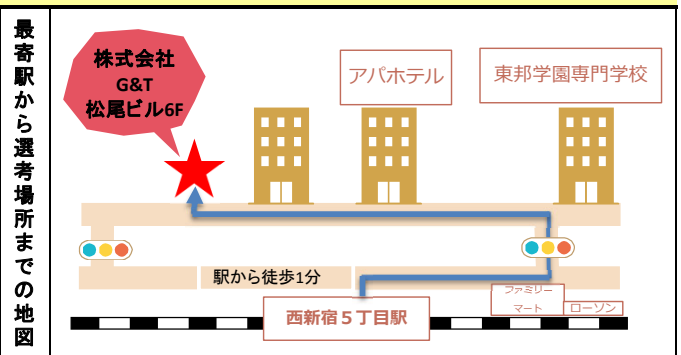 最寄駅から選考場所までの地図
株式会社
G&T
松尾ビル6F
アパホテル
東邦学園専門学校
駅から徒歩1分
西新宿５丁目駅
ファミリー
マート
ローソン